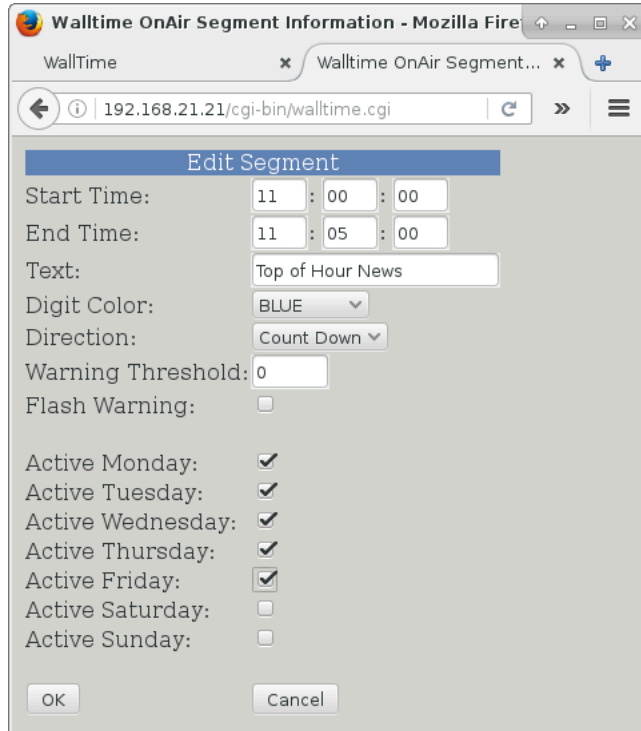 Walltime OnAir Segment Information - Mozilla Firef
WallTime
Walltime OnAir Segment...
192.168.21.21/cgi-bin/walltime.cgi
Edit Segment
Start Time: 11 : 00 : 00
End Time: 11 : 05 : 00
Text: Top of Hour News
Digit Color: BLUE
Direction: Count Down
Warning Threshold: 0
Flash Warning:
Active Monday:
Active Tuesday:
Active Wednesday:
Active Thursday:
Active Friday:
Active Saturday:
Active Sunday:
OK Cancel